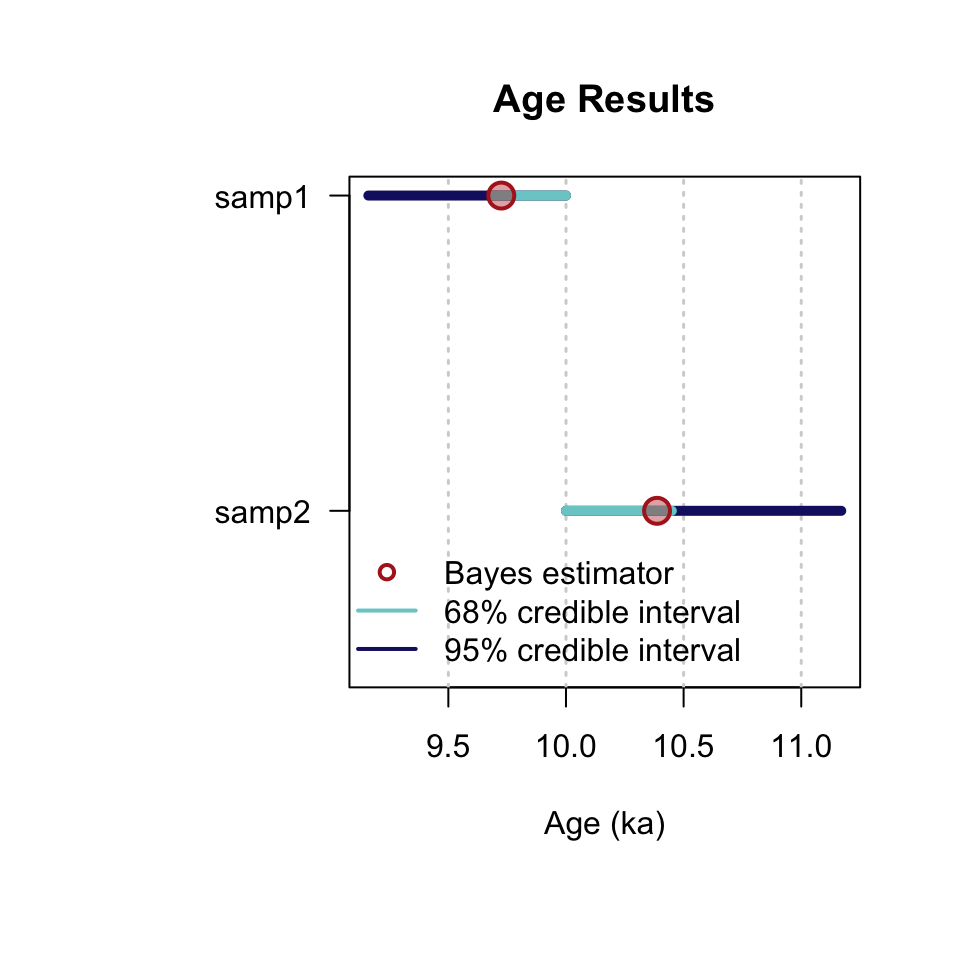 Age Results
samp1
samp2
Bayes estimator
68% credible interval
95% credible interval
9.5 10.0 10.5 11.0
Age (ka)